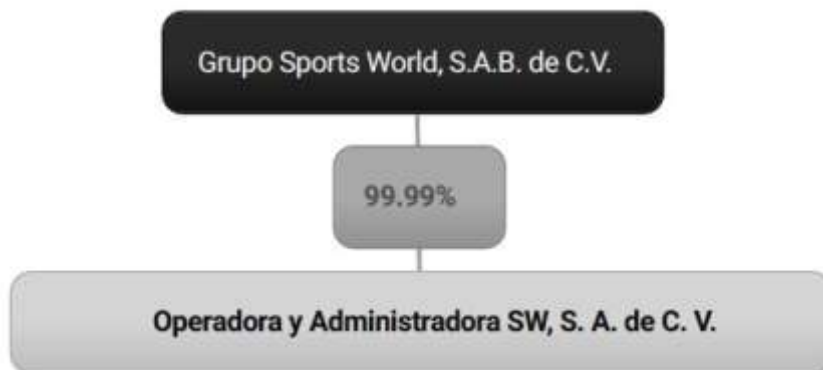 Grupo Sports World, S.A.B. de C.V.
99.99%
Operadora y Administradora SW, S. A. de C. V.